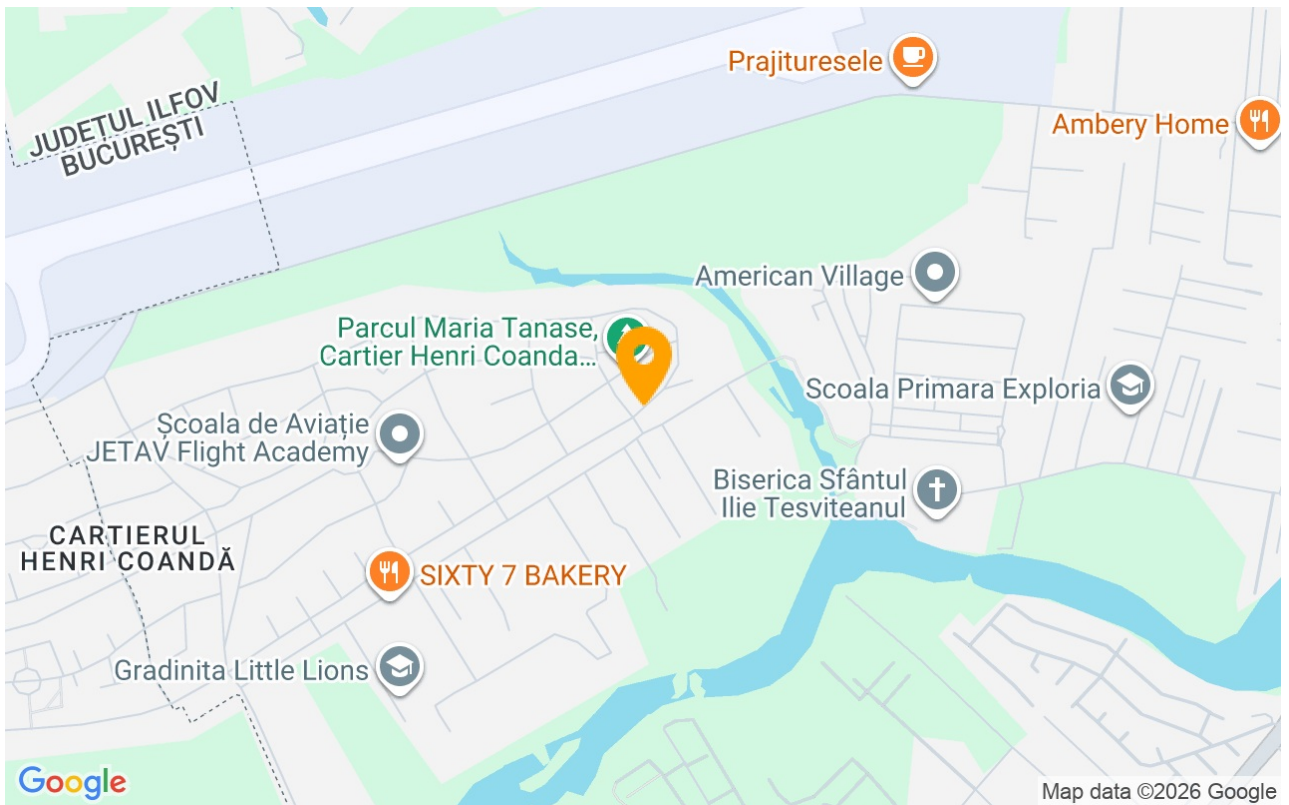 Prajituresele
JUDEȚUL ILFOV
BUCUREȘTI
Ambery Home
American Village
Parcul Maria Tanase,
Cartier Henri Coanda...
Scoala Primara Exploria
Școala de Aviație
JETAV Flight Academy
Biserica Sfântul
Ilie Tesviteanul
CARTIERUL
HENRI COANDĂ
SIXTY 7 BAKERY
Gradinita Little Lions
Google
Map data ©2026 Google